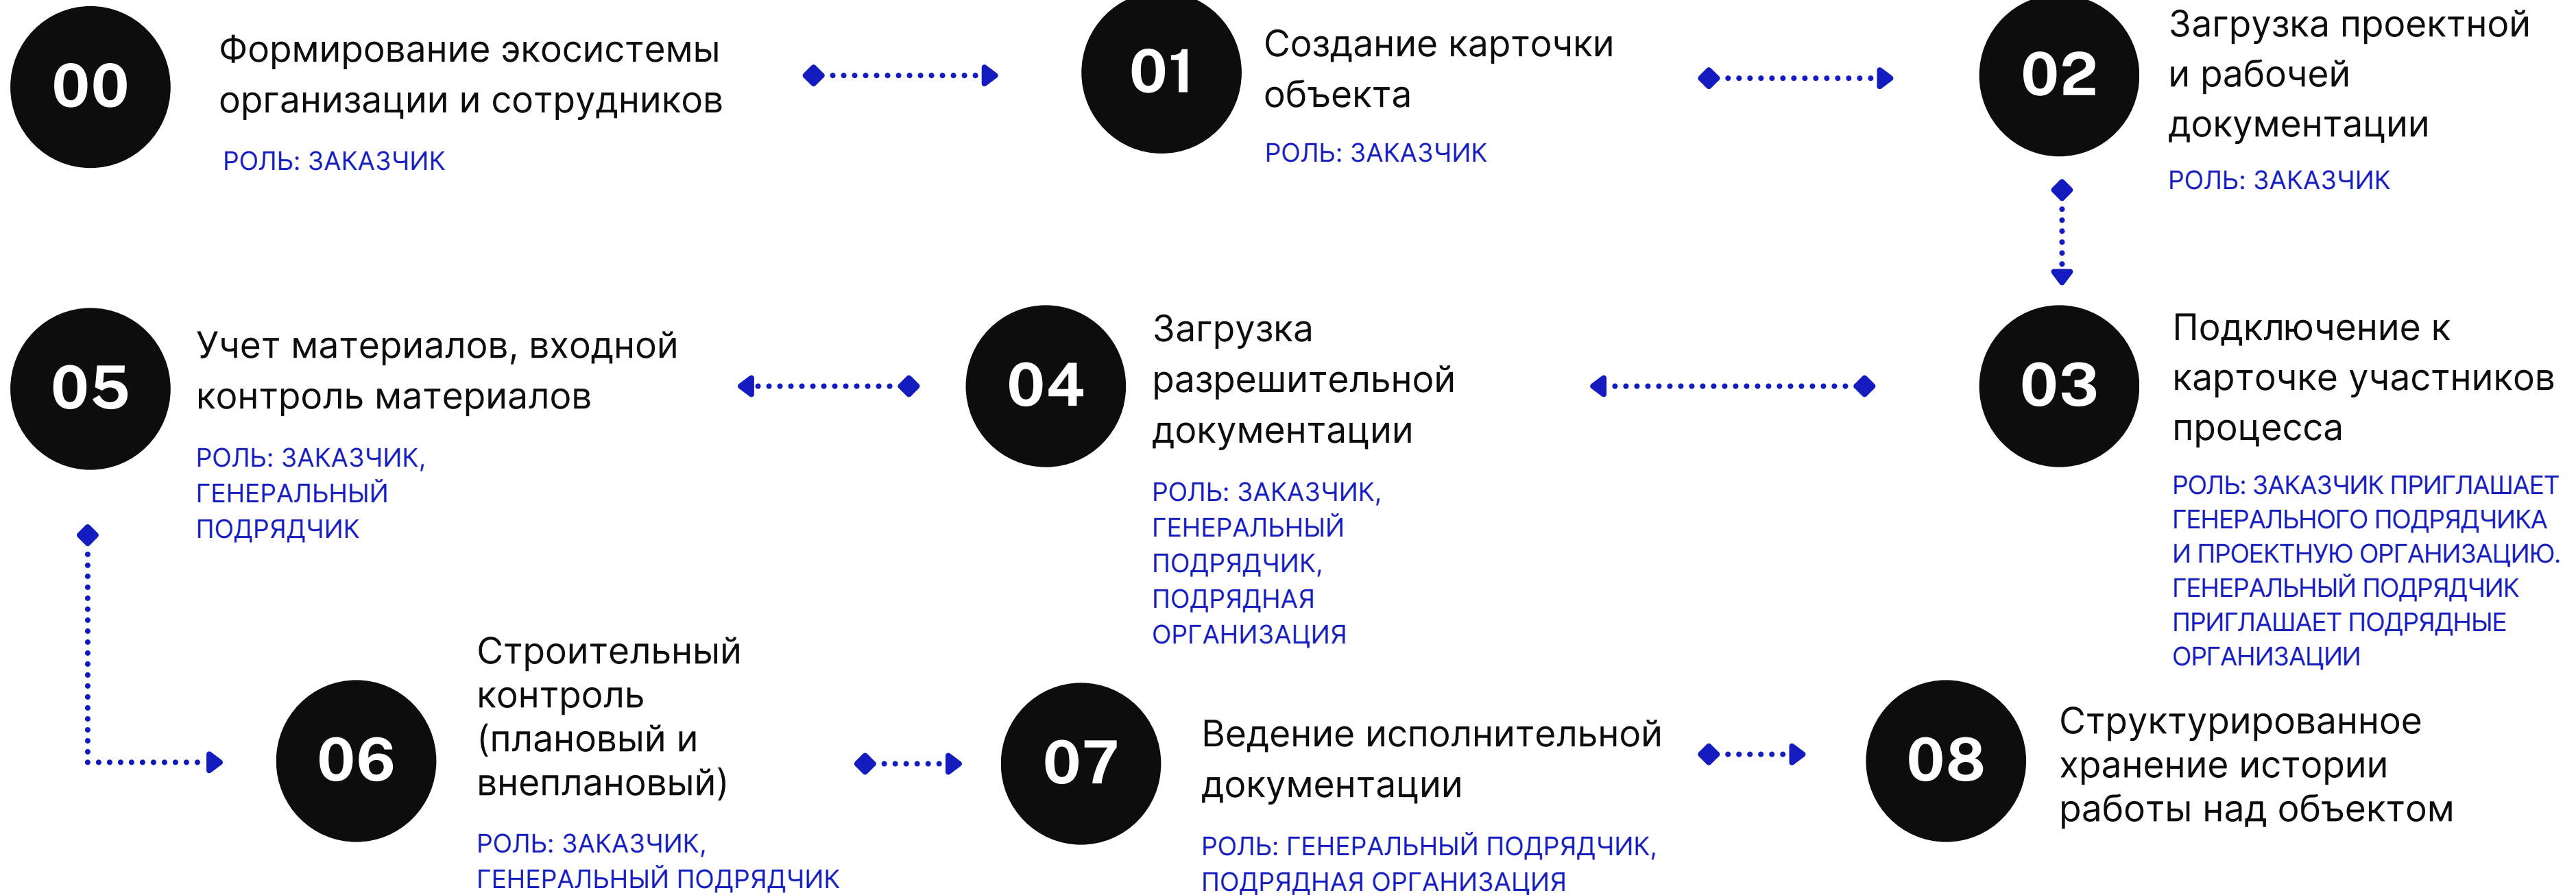 00
Формирование экосистемы
организации и сотрудников
РОЛЬ: ЗАКАЗЧИК
01
Создание карточки
объекта
РОЛЬ: ЗАКАЗЧИК
02
Загрузка проектной
и рабочей
документации
РОЛЬ: ЗАКАЗЧИК
03
Подключение к
карточке участников
процесса
РОЛЬ: ЗАКАЗЧИК ПРИГЛАШАЕТ
ГЕНЕРАЛЬНОГО ПОДРЯДЧИКА
И ПРОЕКТНУЮ ОРГАНИЗАЦИЮ.
ГЕНЕРАЛЬНЫЙ ПОДРЯДЧИК
ПРИГЛАШАЕТ ПОДРЯДНЫЕ
ОРГАНИЗАЦИИ
04
Загрузка
разрешительной
документации
РОЛЬ: ЗАКАЗЧИК,
ГЕНЕРАЛЬНЫЙ
ПОДРЯДЧИК,
ПОДРЯДНАЯ
ОРГАНИЗАЦИЯ
05
Учет материалов, входной
контроль материалов
РОЛЬ: ЗАКАЗЧИК,
ГЕНЕРАЛЬНЫЙ
ПОДРЯДЧИК
06
Строительный
контроль
(плановый и
внеплановый)
РОЛЬ: ЗАКАЗЧИК,
ГЕНЕРАЛЬНЫЙ ПОДРЯДЧИК
07
Ведение исполнительной
документации
РОЛЬ: ГЕНЕРАЛЬНЫЙ ПОДРЯДЧИК,
ПОДРЯДНАЯ ОРГАНИЗАЦИЯ
08
Структурированное
хранение истории
работы над объектом